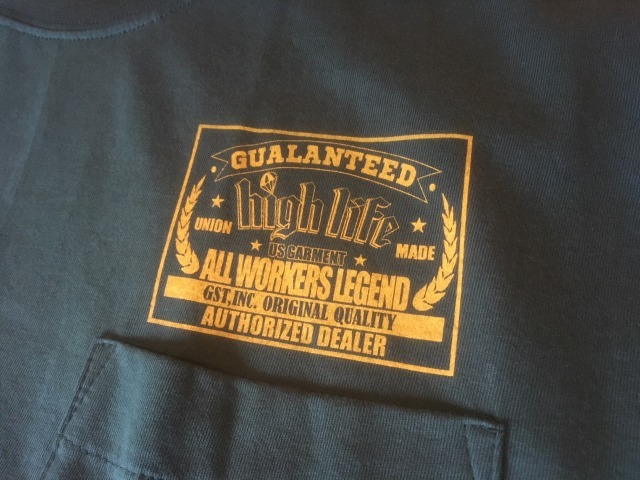 GUALANTEED
high life
UNION MADE
US GARMENT
ALL WORKERS LEGEND
GST,INC. ORIGINAL QUALITY
AUTHORIZED DEALER